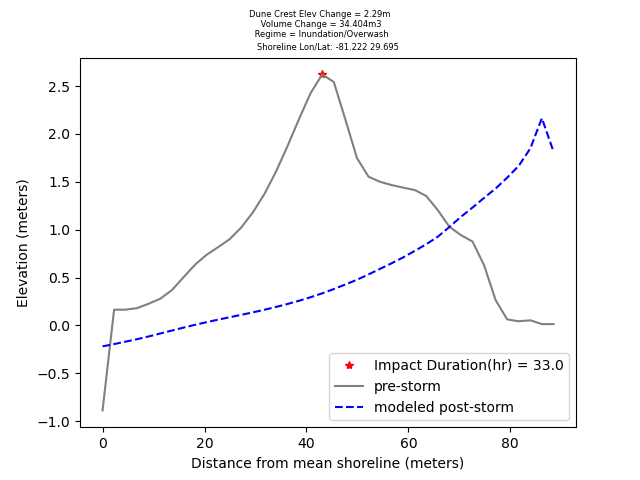 Dune Crest Elev Change = 2.29m
Volume Change = 34.404m3
Regime = Inundation/Overwash
Shoreline Lon/Lat: -81.222 29.695
2.5
2.0
1.5
1.0
0.5
0.0
−0.5
−1.0
Elevation (meters)
Impact Duration(hr) = 33.0
pre-storm
modeled post-storm
0 20 40 60 80
Distance from mean shoreline (meters)